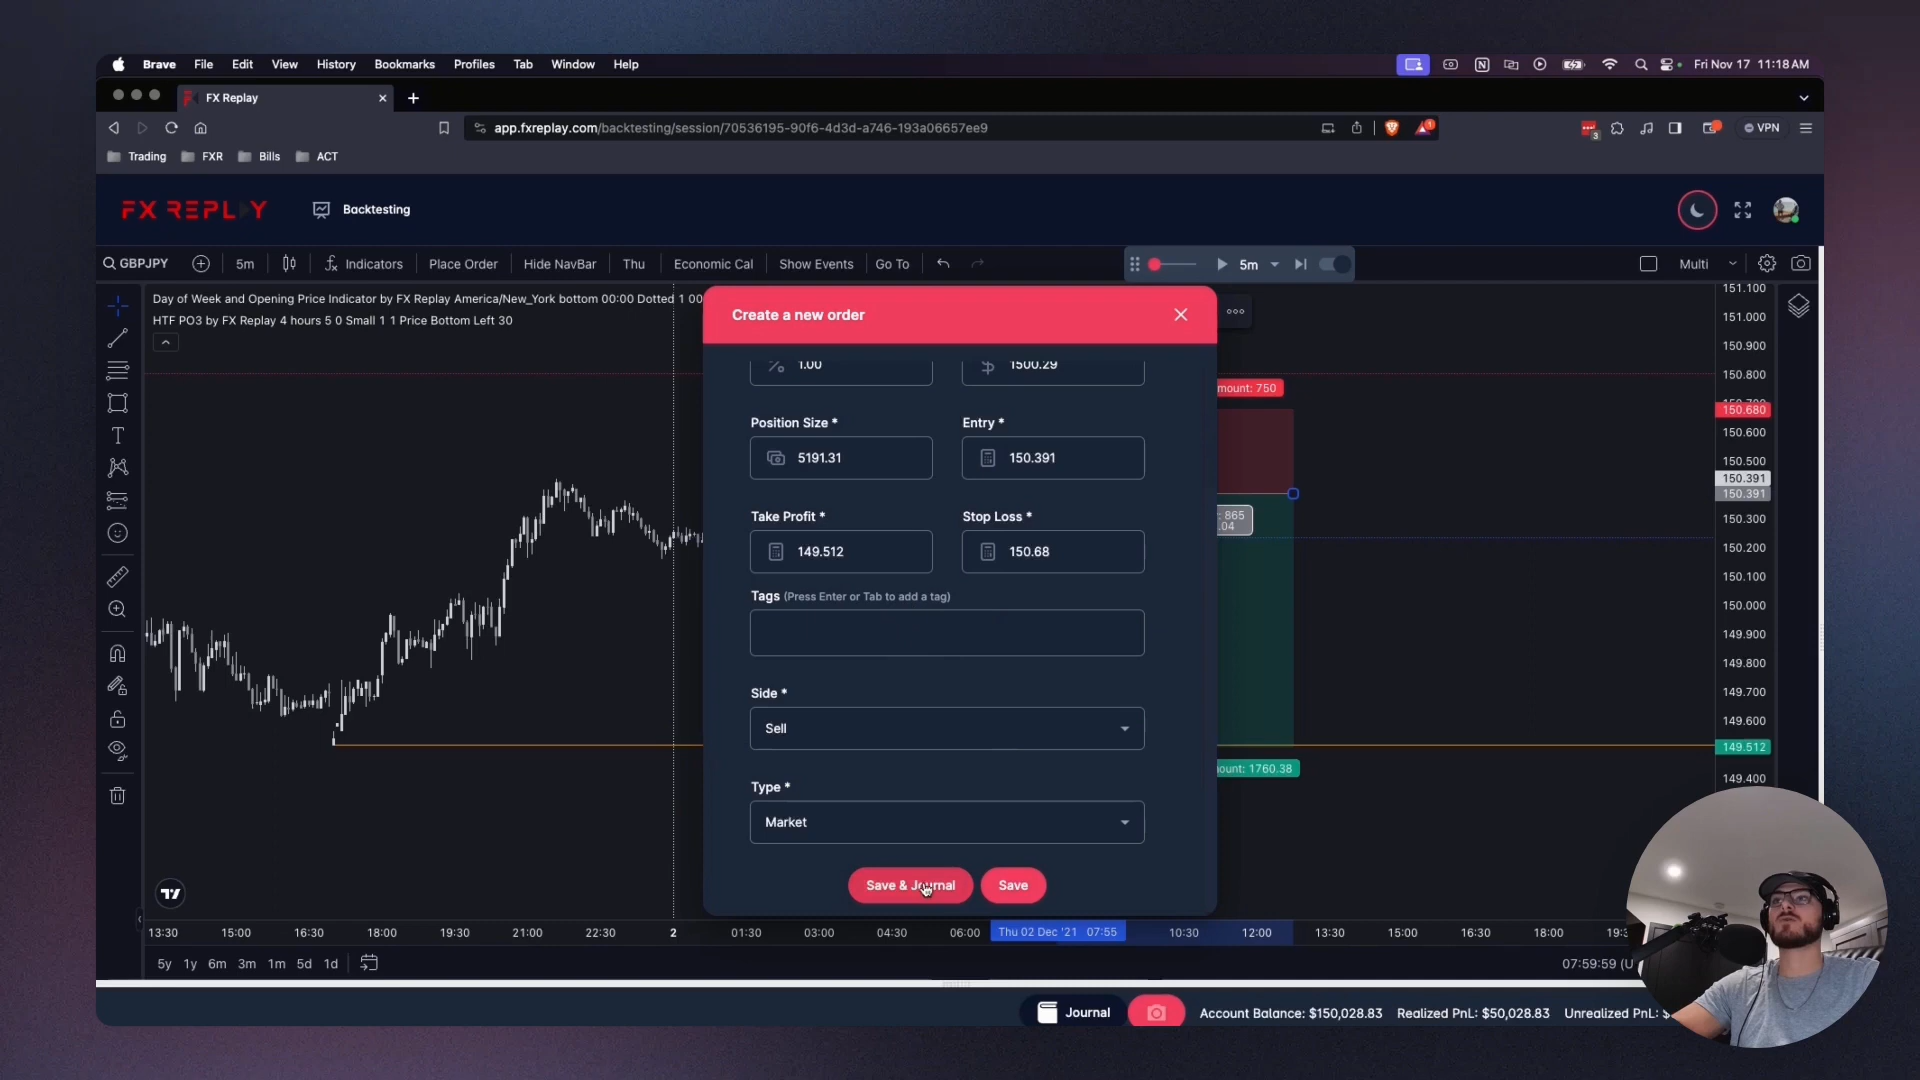 Brave File Edit View History Bookmarks Profiles Tab Window Help
Fri Nov 17 11:18 AM
FX Replay
app.fxreplay.com/backtesting/session/70536195-90f6-4d3d-a746-193a06657ee9
3
1
VPN
Trading FXR Bills ACT
FX REPLAY
Backtesting
GBPJPY 5m Indicators Place Order Hide NavBar Thu Economic Cal Show Events Go To 5m Multi
Day of Week and Opening Price Indicator by FX Replay America/New_York bottom 00:00 Dotted 1 00
HTF PO3 by FX Replay 4 hours 5 0 Small 1 1 Price Bottom Left 30
Create a new order
% 1.00
$ 1500.29
Position Size *
Entry *
5191.31
150.391
Take Profit *
Stop Loss *
149.512
150.68
Tags (Press Enter or Tab to add a tag)
Side *
Sell
Type *
Market
Save & Journal
Save
mount: 750
: 865
.04
ount: 1760.38
151.100
151.000
150.900
150.800
150.680
150.600
150.500
150.391
150.391
150.300
150.200
150.100
150.000
149.900
149.800
149.700
149.600
149.512
149.400
13:30 15:00 16:30 18:00 19:30 21:00 22:30 2 01:30 03:00 04:30 06:00 Thu 02 Dec '21 07:55 10:30 12:00 13:30 15:00 16:30 18:00 19:3
5y 1y 6m 3m 1m 5d 1d
07:59:59 (U
Journal
Account Balance: $150,028.83 Realized PnL: $50,028.83 Unrealized PnL: $